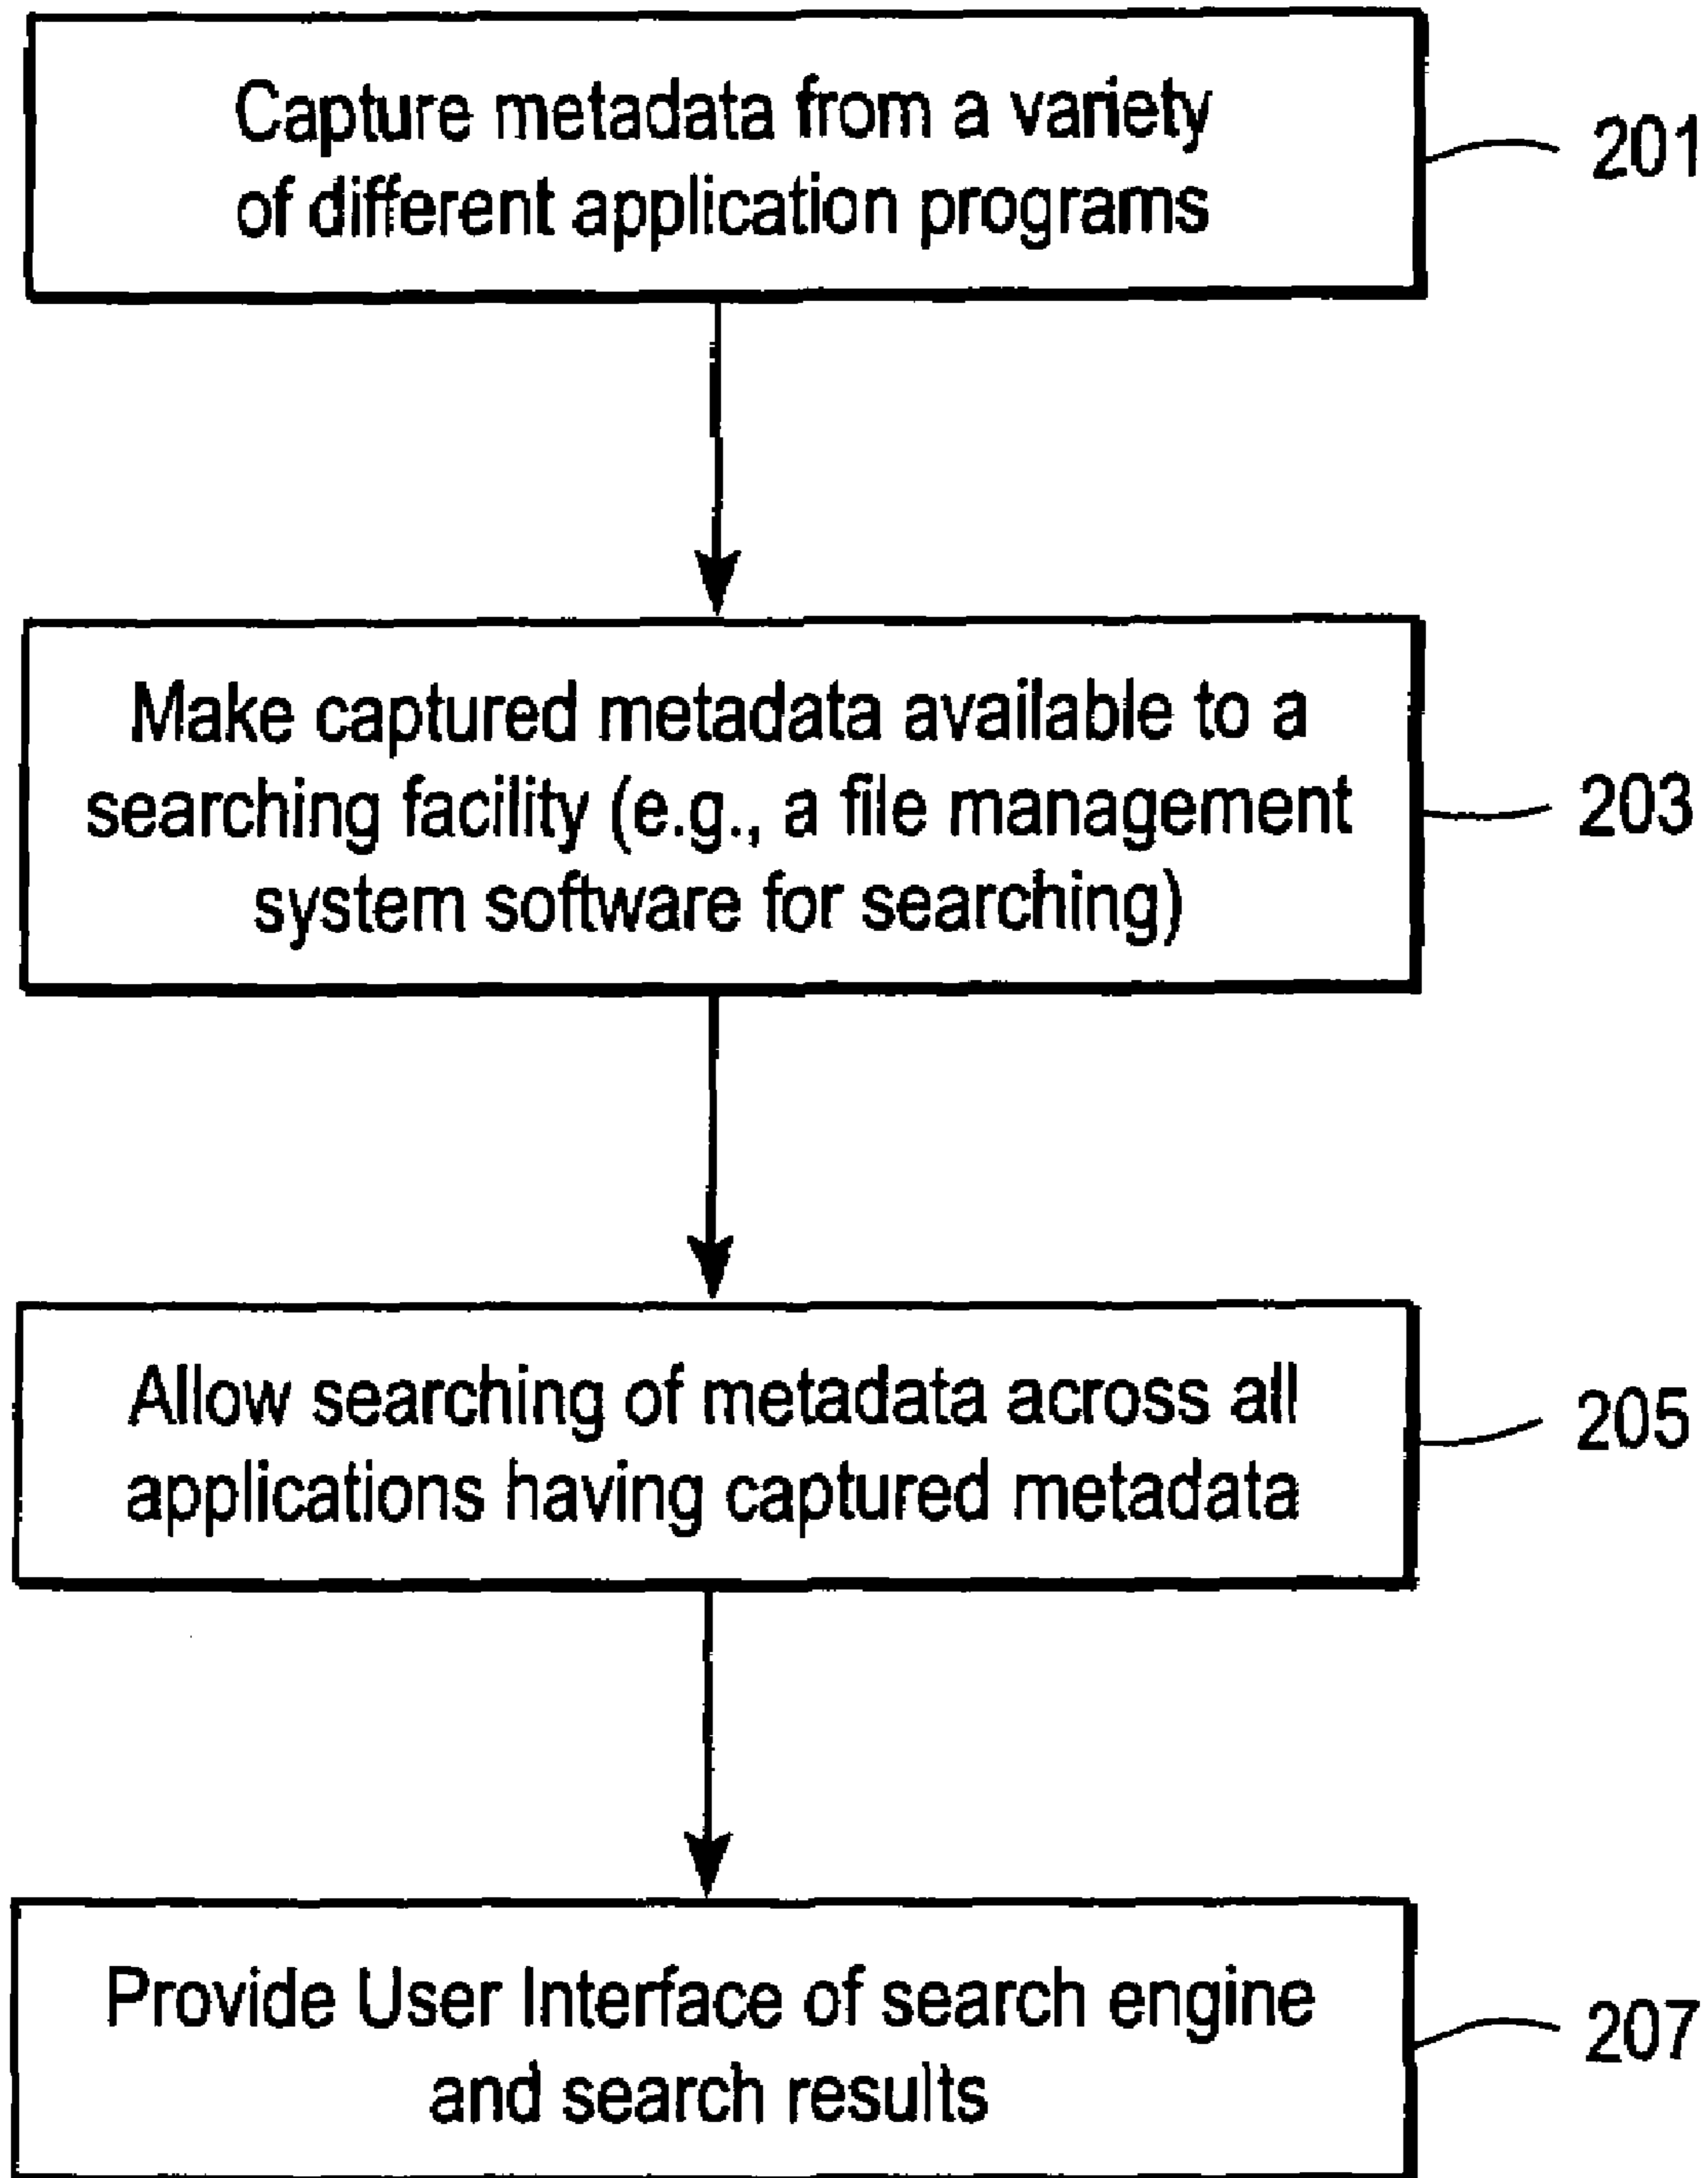 Capture metadata from a variety
of different application programs
201
Make captured metadata available to a
searching facility (e.g., a file management
system software for searching)
203
Allow searching of metadata across all
applications having captured metadata
205
Provide User Interface of search engine
and search results
207